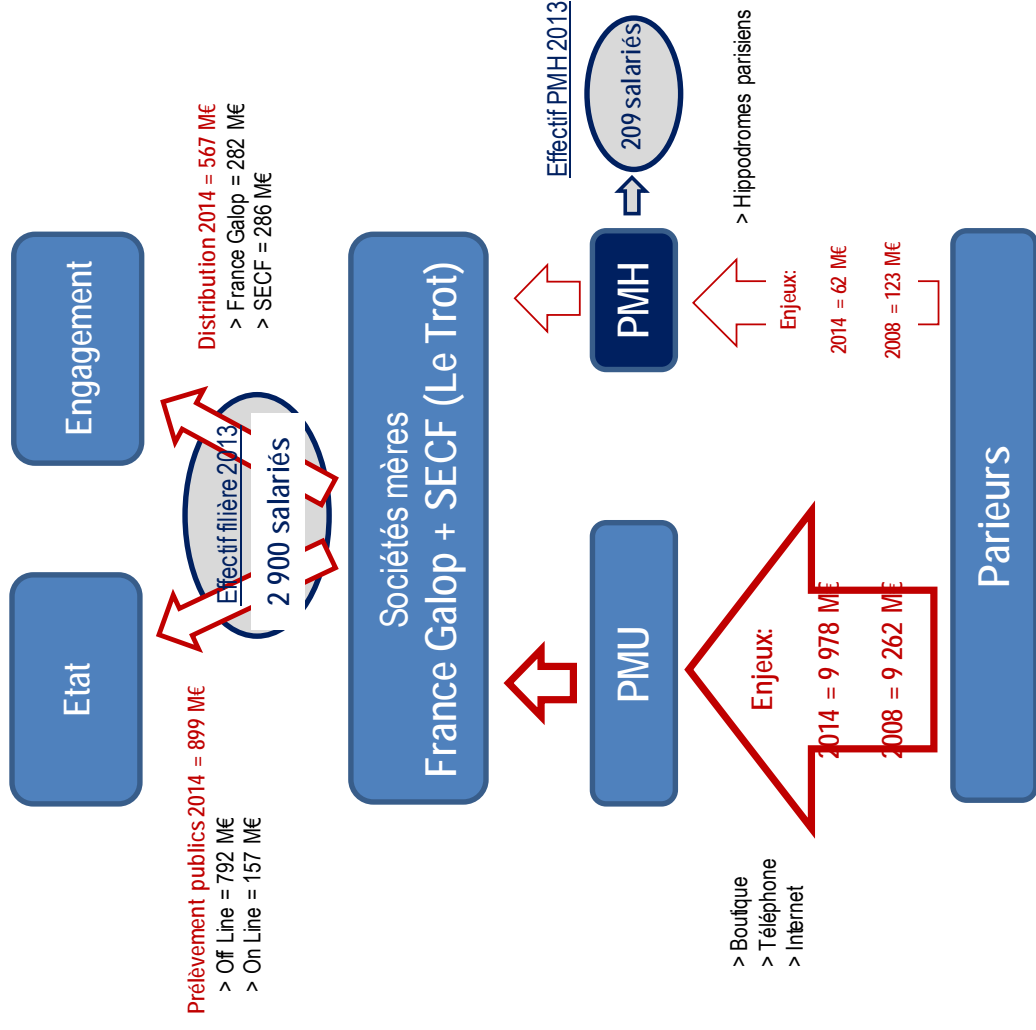 Etat
Engagement
Prélèvement publics 2014 = 899 M€
> Off Line = 792 M€
> On Line = 157 M€
Effectif filière 2013
2 900 salariés
Distribution 2014 = 567 M€
> France Galop = 282 M€
> SECF = 286 M€
Sociétés mères
France Galop + SECF (Le Trot)
PMU
PMH
Effectif PMH 2013
209 salariés
> Boutique
> Téléphone
> Internet
Enjeux:
2014 = 9 978 M€
2008 = 9 262 M€
Enjeux:
2014 = 62 M€
2008 = 123 M€
> Hippodromes parisiens
Parieurs